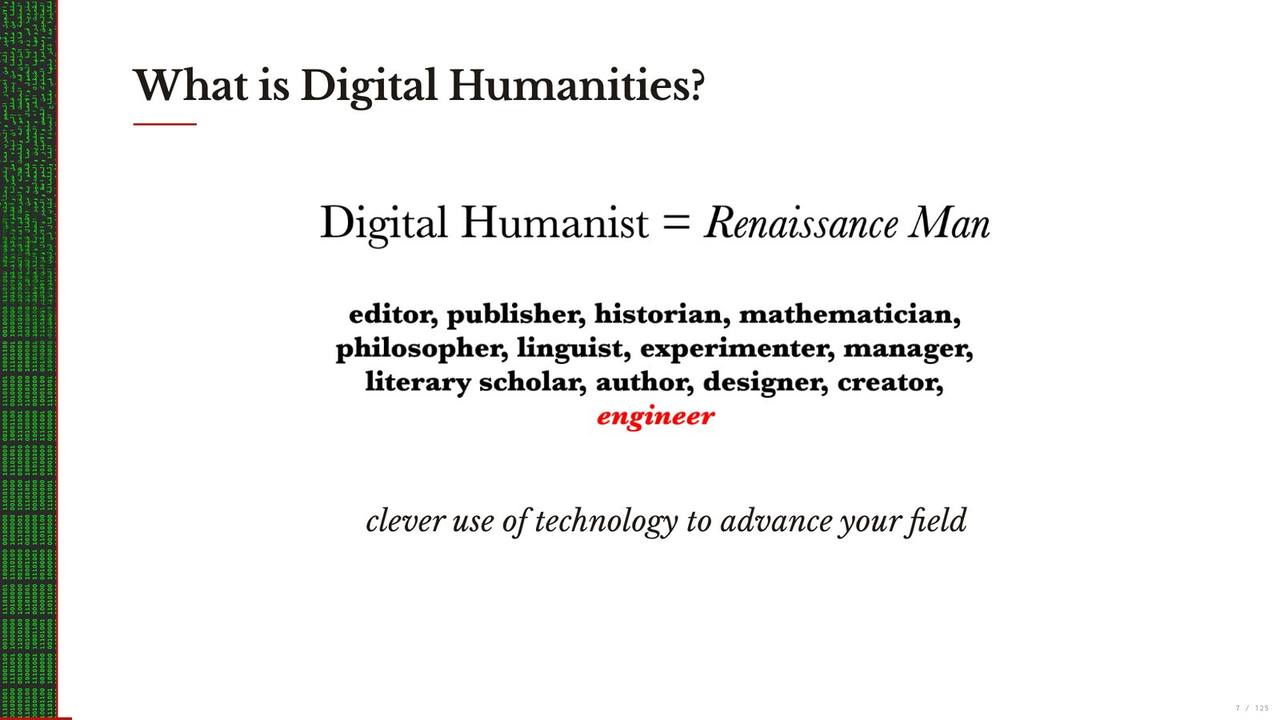 What is Digital Humanities?
Digital Humanist = Renaissance Man
editor, publisher, historian, mathematician,
philosopher, linguist, experimenter, manager,
literary scholar, author, designer, creator,
engineer
clever use of technology to advance your field
7 / 125